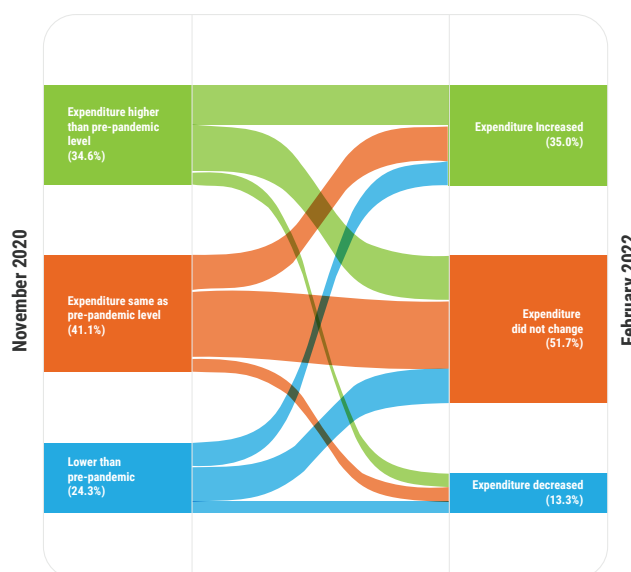 November 2020
Expenditure higher
than pre-pandemic
level
(34.6%)
Expenditure same as
pre-pandemic level
(41.1%)
Lower than
pre-pandemic
(24.3%)
Expenditure Increased
(35.0%)
Expenditure
did not change
(51.7%)
Expenditure decreased
(13.3%)
February 2022